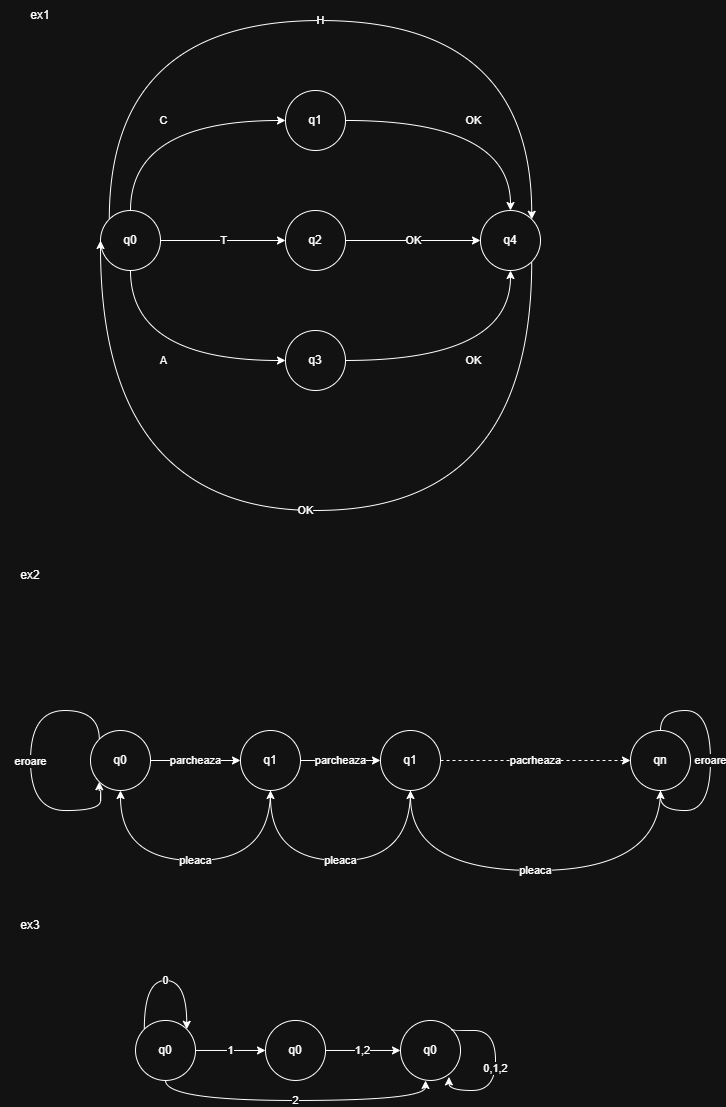 ex1
H
C
q1
OK
q0
T
q2
OK
q4
A
q3
OK
OK
ex2
eroare
q0
parcheaza
q1
parcheaza
q1
pacrheaza
qn
eroare
pleaca
pleaca
pleaca
ex3
0
q0
1
q0
1,2
q0
0,1,2
2